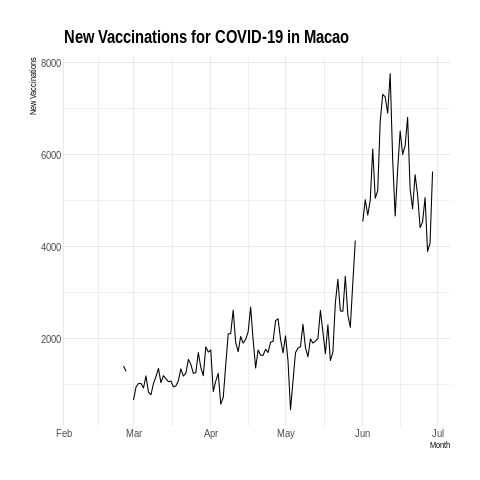 New Vaccinations for COVID-19 in Macao
New Vaccinations
8000
6000
4000
2000
Feb Mar Apr May Jun Jul
Month